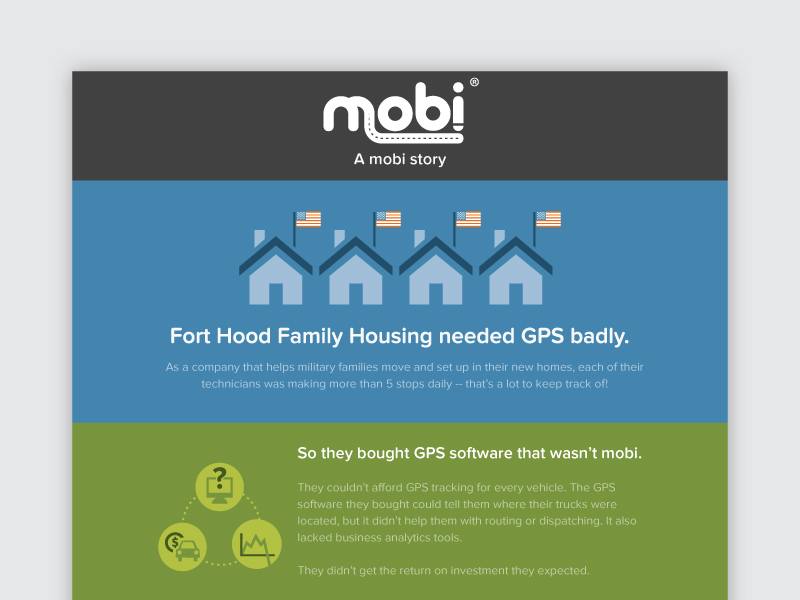 mobi®
A mobi story
Fort Hood Family Housing needed GPS badly.
As a company that helps military families move and set up in their new homes, each of their
technicians was making more than 5 stops daily -- that's a lot to keep track of!
So they bought GPS software that wasn't mobi.
They couldn't afford GPS tracking for every vehicle. The GPS
software they bought could tell them where their trucks were
located, but it didn't help them with routing or dispatching. It also
lacked business analytics tools.
They didn't get the return on investment they expected.
?
$